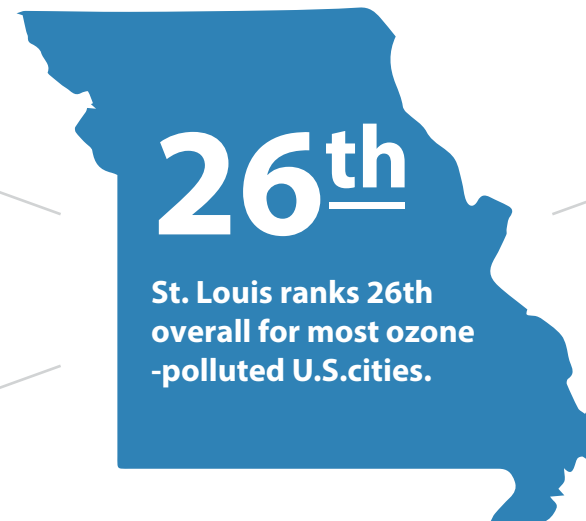 26th
St. Louis ranks 26th
overall for most ozone
-polluted U.S.cities.